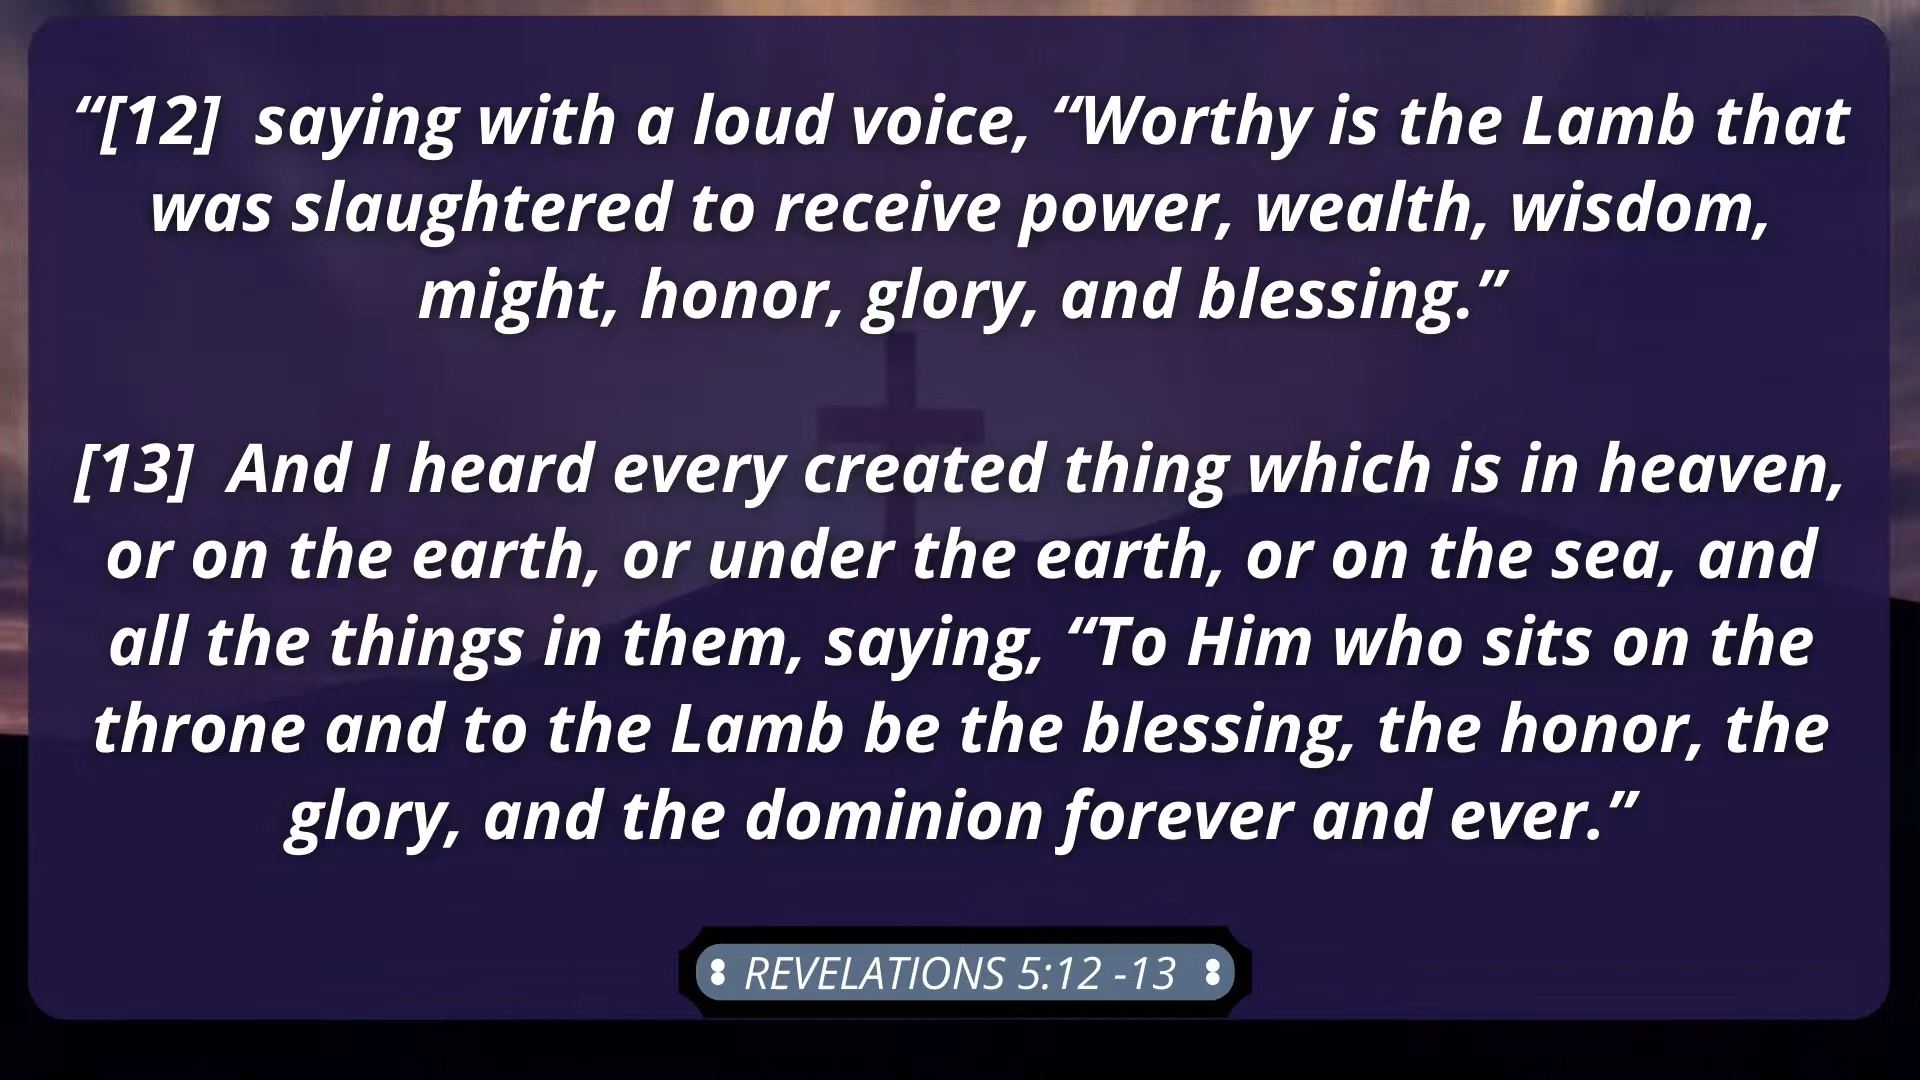 “[12]  saying with a loud voice, “Worthy is the Lamb that
was slaughtered to receive power, wealth, wisdom,
might, honor, glory, and blessing.”
[13]  And I heard every created thing which is in heaven,
or on the earth, or under the earth, or on the sea, and
all the things in them, saying, “To Him who sits on the
throne and to the Lamb be the blessing, the honor, the
glory, and the dominion forever and ever.”
REVELATIONS 5:12 -13